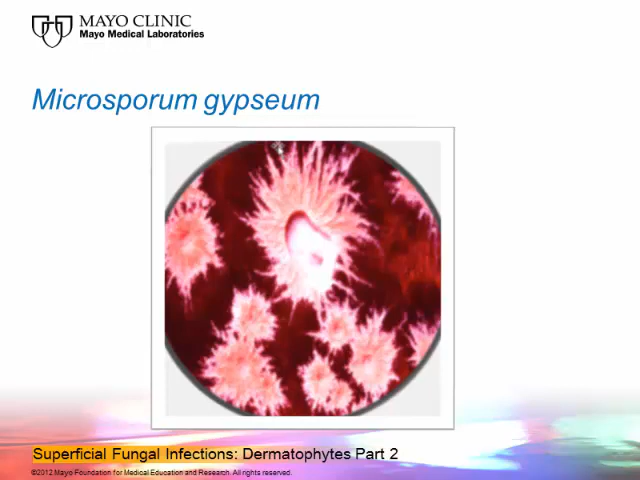 MAYO CLINIC
Mayo Medical Laboratories
Microsporum gypseum
Superficial Fungal Infections: Dermatophytes Part 2
©2012 Mayo Foundation for Medical Education and Research. All rights reserved.